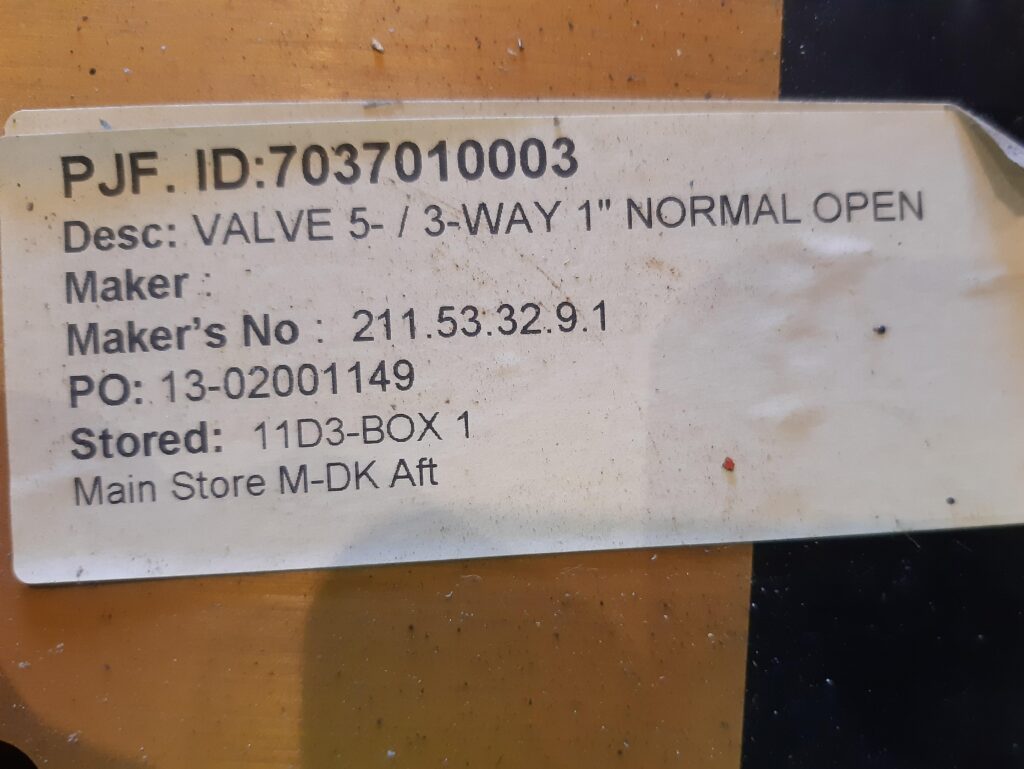 PJF. ID:7037010003
Desc: VALVE 5- / 3-WAY 1" NORMAL OPEN
Maker :
Maker's No : 211.53.32.9.1
PO: 13-02001149
Stored: 11D3-BOX 1
Main Store M-DK Aft